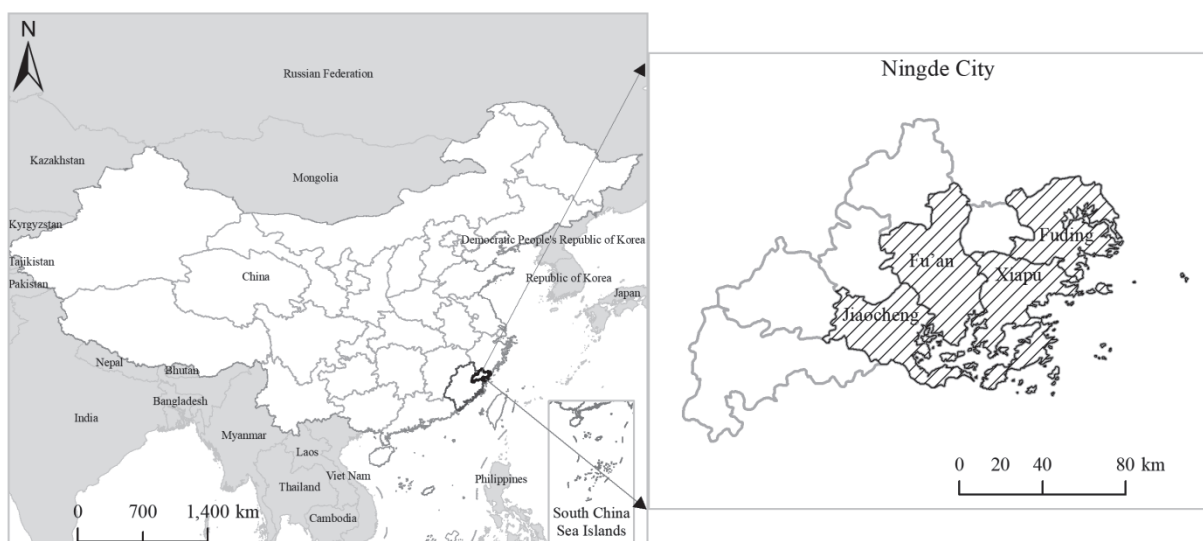 N
Russian Federation
Kazakhstan
Mongolia
Kyrgyzstan
Democratic People's Republic of Korea
Tajikistan
China
Republic of Korea
Pakistan
Japan
Nepal
Bhutan
Bangladesh
India
Myanmar
Laos
Viet Nam
Thailand
Philippines
Cambodia
0 700 1,400 km
South China
Sea Islands
Ningde City
Fuding
Fu'an
Xiapu
Jiaocheng
0 20 40 80 km